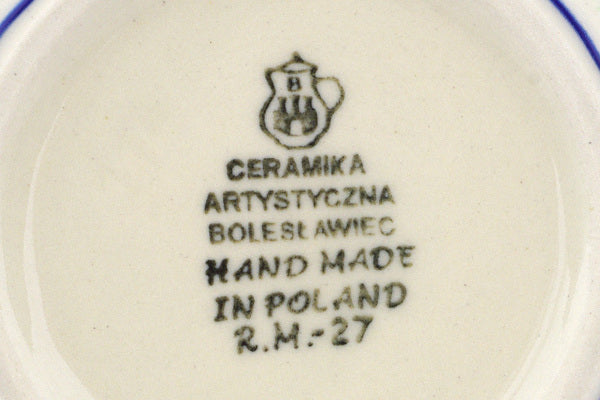 B
CERAMIKA
ARTYSTYCZNA
BOLESŁAWIEC
HAND MADE
IN POLAND
R.M.-27